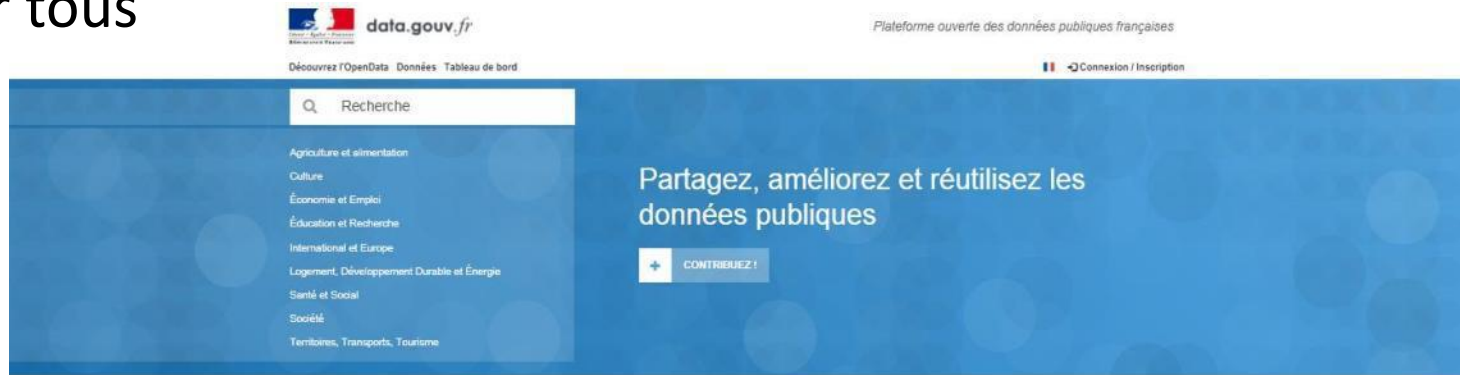 r tous
data.gouv.fr
Plateforme ouverte des données publiques françaises
Découvrez l'OpenData Données Tableau de bord
Connexion / Inscription
Recherche
Agriculture et alimentation
Culture
Économie et Emploi
Éducation et Recherche
International et Europe
Logement, Développement Durable et Énergie
Santé et Social
Société
Territoires, Transports, Tourisme
Partagez, améliorez et réutilisez les
données publiques
+ CONTRIBUEZ !